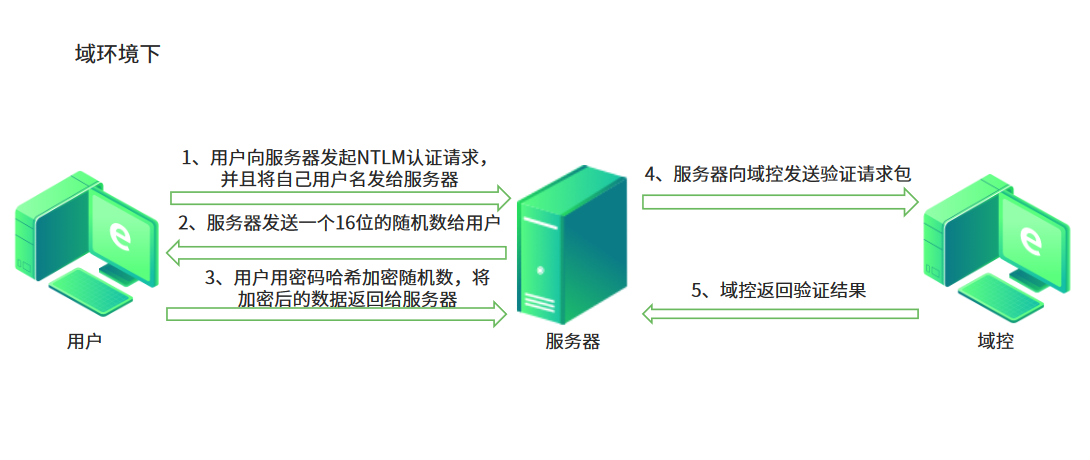 域环境下
1、用户向服务器发起NTLM认证请求，
并且将自己用户名发给服务器
2、服务器发送一个16位的随机数给用户
3、用户用密码哈希加密随机数，将
加密后的数据返回给服务器
4、服务器向域控发送验证请求包
5、域控返回验证结果
用户
服务器
域控